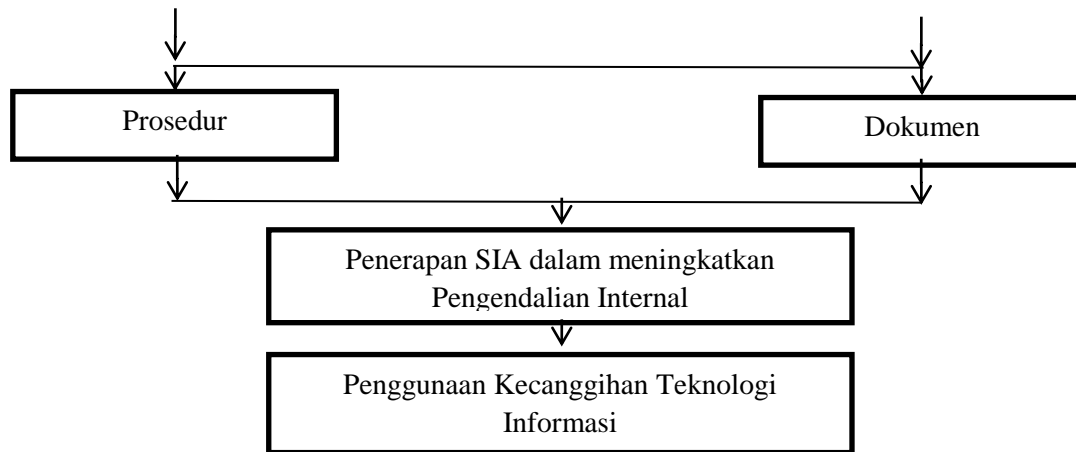 Prosedur
Dokumen
Penerapan SIA dalam meningkatkan
Pengendalian Internal
Penggunaan Kecanggihan Teknologi
Informasi